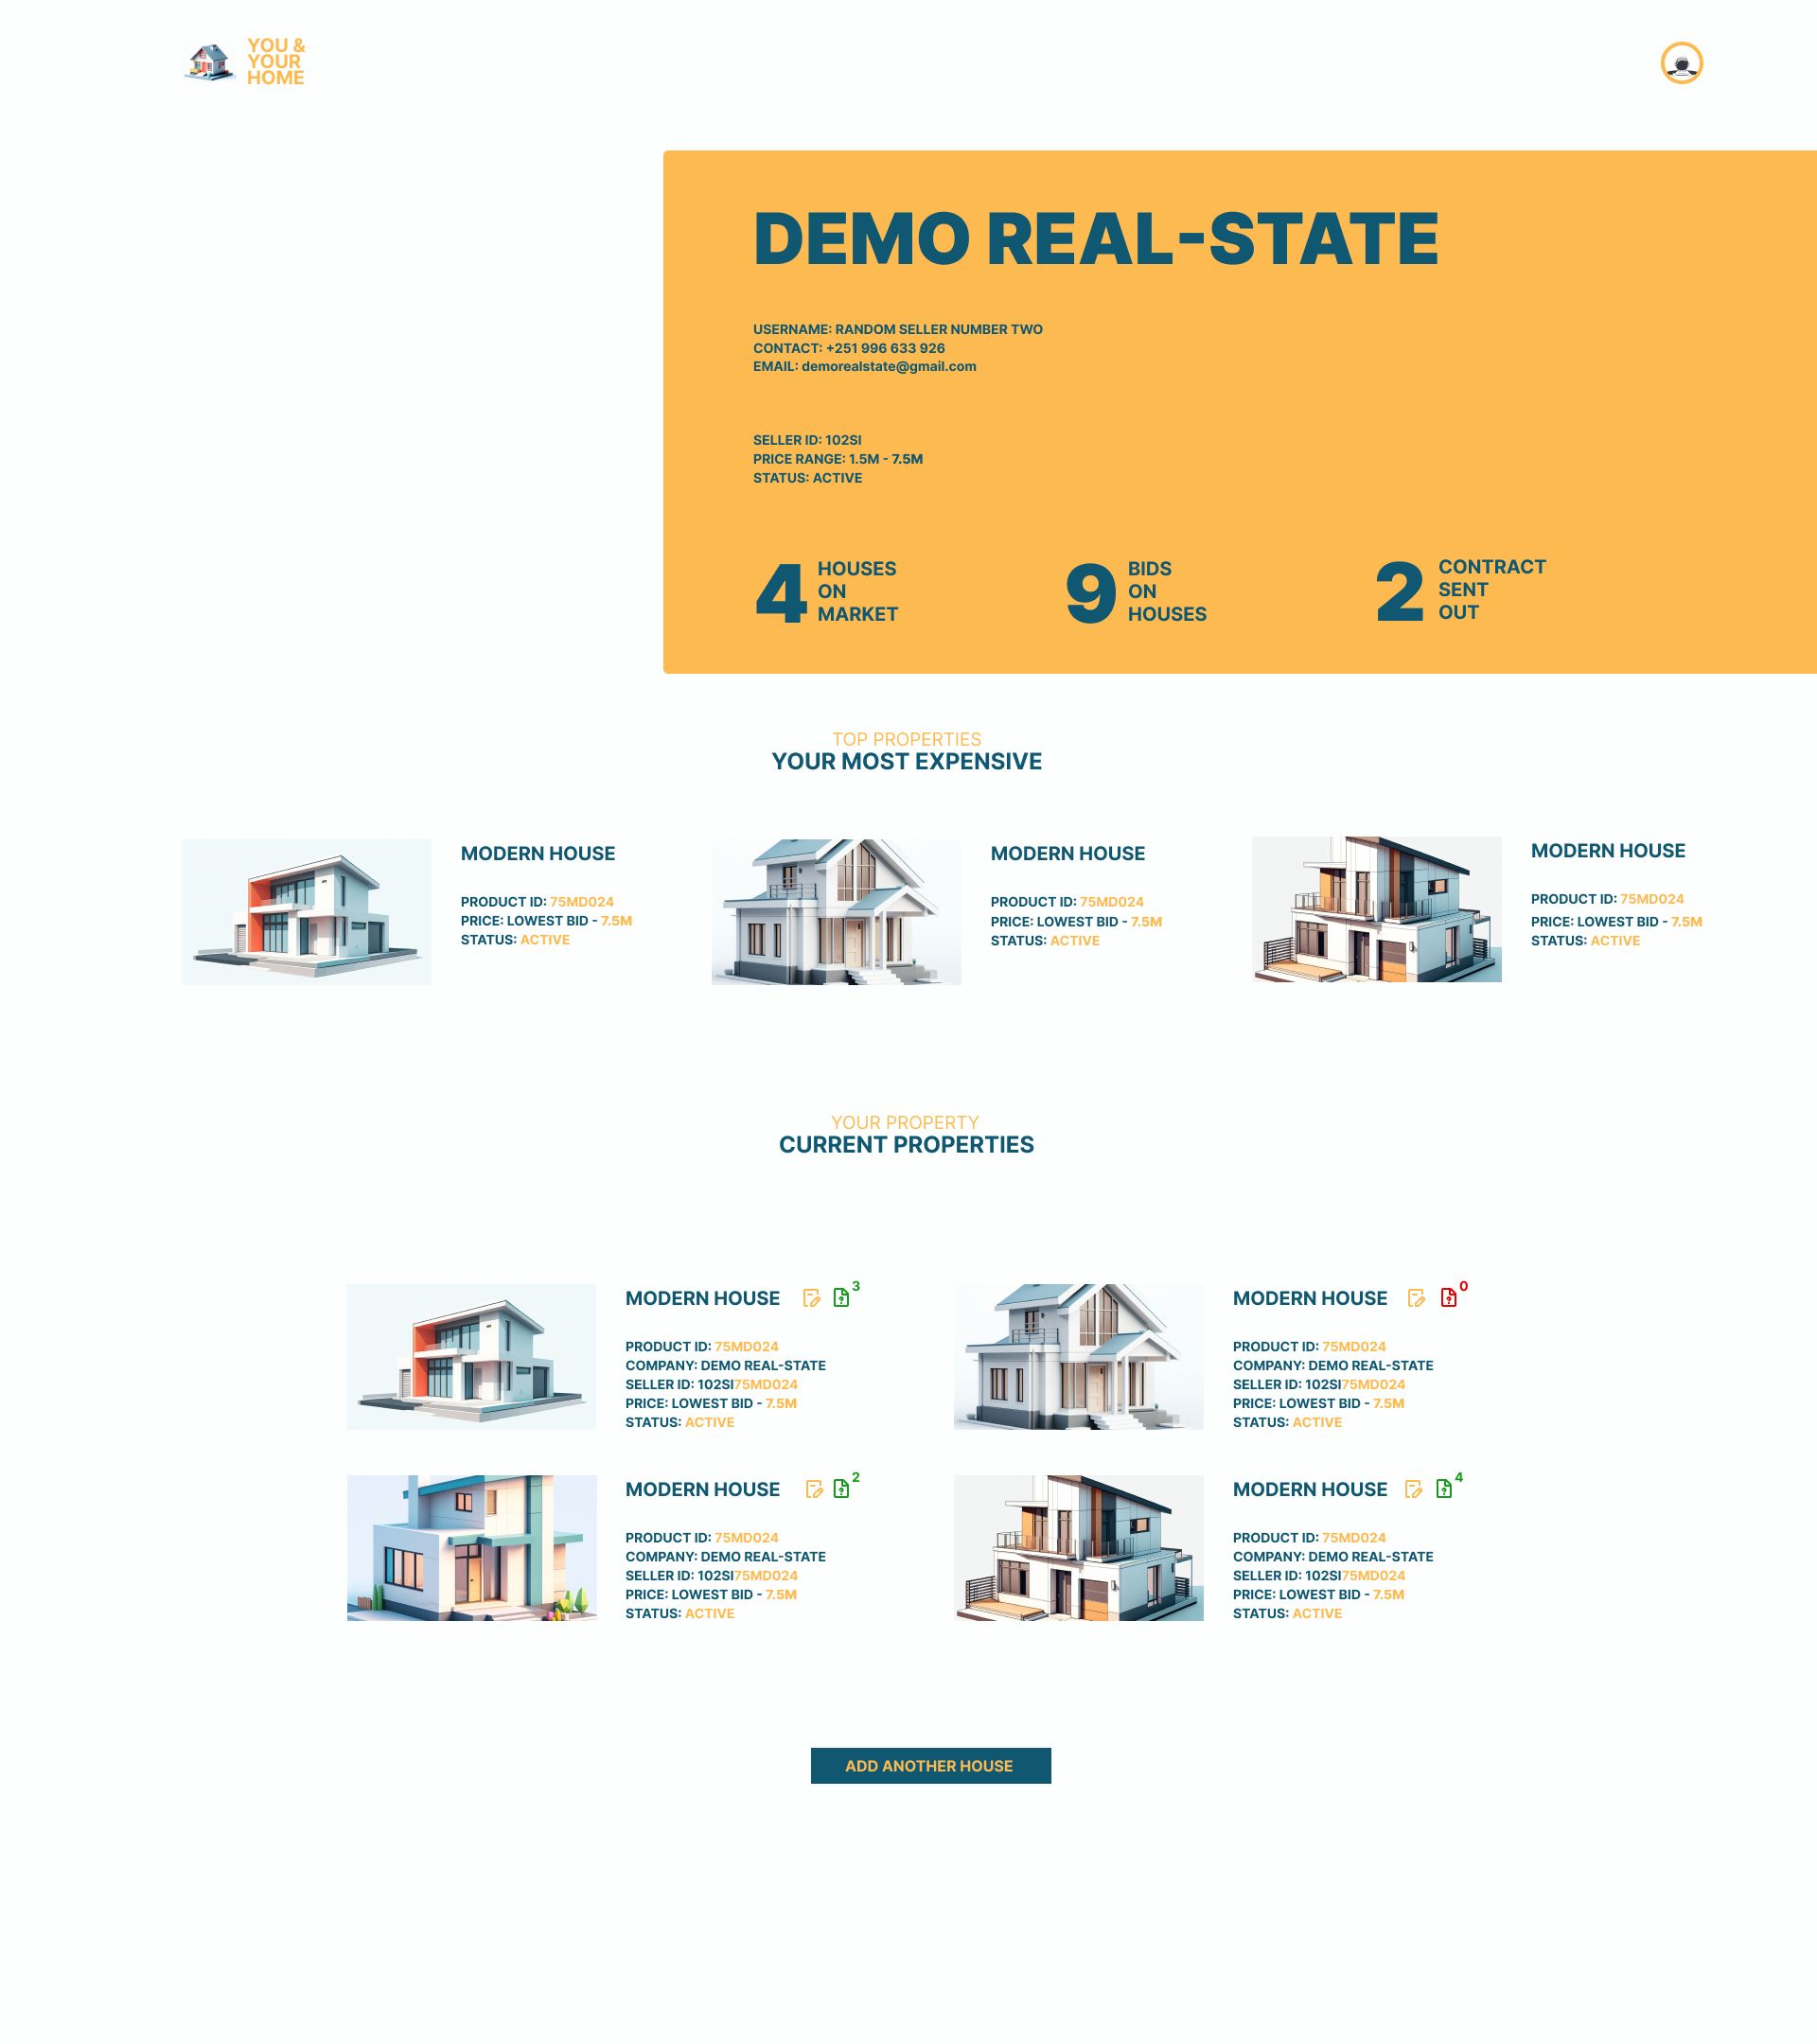 YOU &
YOUR
HOME
DEMO REAL-STATE
USERNAME: RANDOM SELLER NUMBER TWO
CONTACT: +251 996 633 926
EMAIL: demorealstate@gmail.com
SELLER ID: 102SI
PRICE RANGE: 1.5M - 7.5M
STATUS: ACTIVE
4
HOUSES
ON
MARKET
9
BIDS
ON
HOUSES
2
CONTRACT
SENT
OUT
TOP PROPERTIES
YOUR MOST EXPENSIVE
MODERN HOUSE
PRODUCT ID: 75MD024
PRICE: LOWEST BID - 7.5M
STATUS: ACTIVE
MODERN HOUSE
PRODUCT ID: 75MD024
PRICE: LOWEST BID - 7.5M
STATUS: ACTIVE
MODERN HOUSE
PRODUCT ID: 75MD024
PRICE: LOWEST BID - 7.5M
STATUS: ACTIVE
YOUR PROPERTY
CURRENT PROPERTIES
MODERN HOUSE 3
PRODUCT ID: 75MD024
COMPANY: DEMO REAL-STATE
SELLER ID: 102SI75MD024
PRICE: LOWEST BID - 7.5M
STATUS: ACTIVE
MODERN HOUSE 0
PRODUCT ID: 75MD024
COMPANY: DEMO REAL-STATE
SELLER ID: 102SI75MD024
PRICE: LOWEST BID - 7.5M
STATUS: ACTIVE
MODERN HOUSE 2
PRODUCT ID: 75MD024
COMPANY: DEMO REAL-STATE
SELLER ID: 102SI75MD024
PRICE: LOWEST BID - 7.5M
STATUS: ACTIVE
MODERN HOUSE 4
PRODUCT ID: 75MD024
COMPANY: DEMO REAL-STATE
SELLER ID: 102SI75MD024
PRICE: LOWEST BID - 7.5M
STATUS: ACTIVE
ADD ANOTHER HOUSE